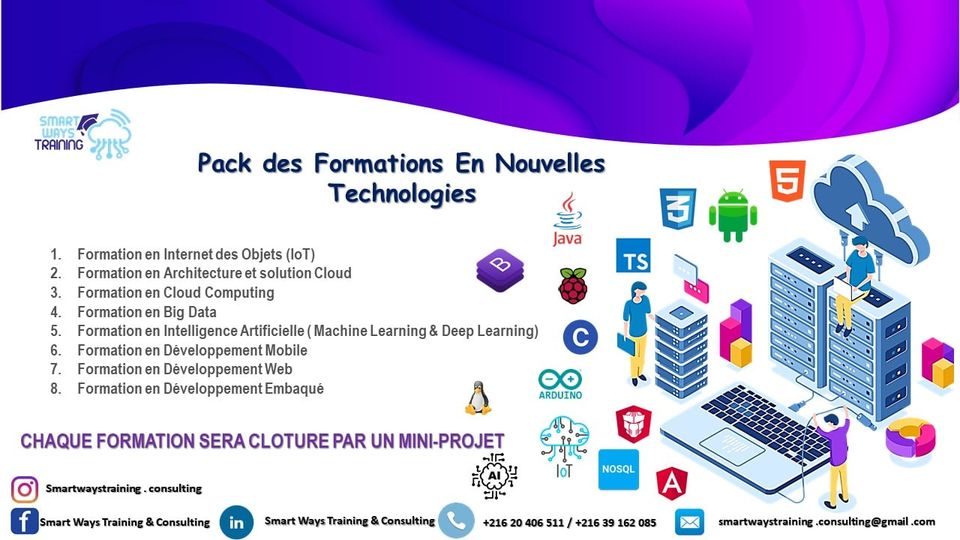 SMART
WAYS
TRAINING
Pack des Formations En Nouvelles
Technologies
1. Formation en Internet des Objets (IoT)
2. Formation en Architecture et solution Cloud
3. Formation en Cloud Computing
4. Formation en Big Data
5. Formation en Intelligence Artificielle ( Machine Learning & Deep Learning)
6. Formation en Développement Mobile
7. Formation en Développement Web
8. Formation en Développement Embaqué
CHAQUE FORMATION SERA CLOTURE PAR UN MINI-PROJET
Java
3
5
TS
B
C
ARDUINO
IoT
AI
NOSQL
A
Smartwaystraining . consulting
Smart Ways Training & Consulting
in
Smart Ways Training & Consulting
+216 20 406 511 / +216 39 162 085
smartwaystraining .consulting@gmail .com